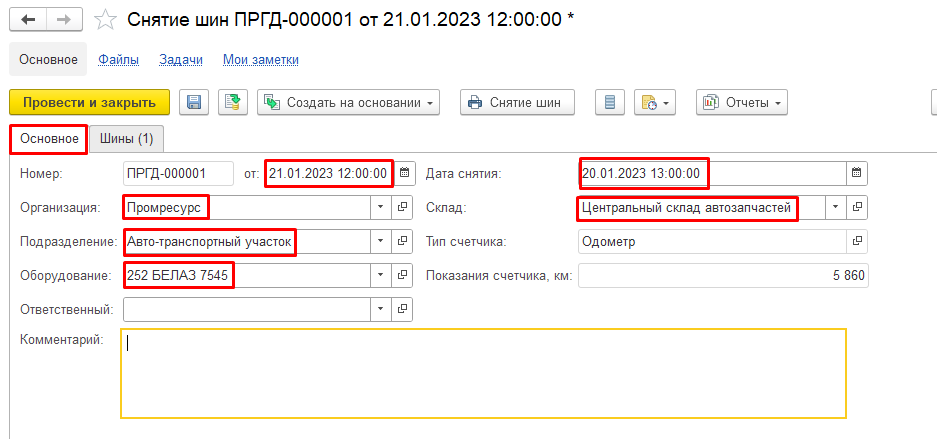 Снятие шин ПРГД-000001 от 21.01.2023 12:00:00 *
Основное Файлы Задачи Мои заметки
Провести и закрыть Создать на основании Снятие шин Отчеты
Основное Шины (1)
Номер: ПРГД-000001 от: 21.01.2023 12:00:00 Дата снятия: 20.01.2023 13:00:00
Организация: Промресурс Склад: Центральный склад автозапчастей
Подразделение: Авто-транспортный участок Тип счетчика: Одометр
Оборудование: 252 БЕЛАЗ 7545 Показания счетчика, км: 5 860
Ответственный:
Комментарий: